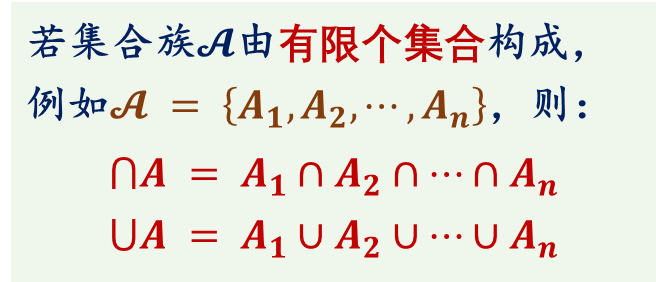 若集合族𝓐由有限个集合构成，
例如𝓐 = {A₁, A₂, ⋯ , Aₙ}，则：
⋂A = A₁ ∩ A₂ ∩ ⋯ ∩ Aₙ
⋃A = A₁ ∪ A₂ ∪ ⋯ ∪ Aₙ